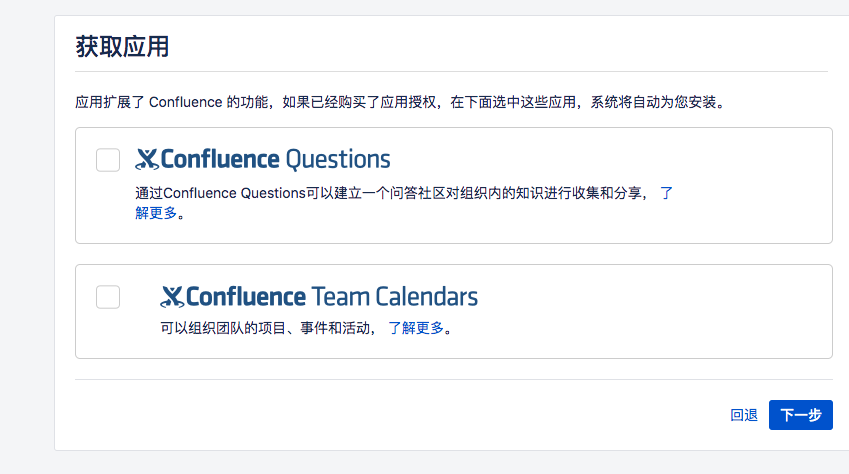 获取应用
应用扩展了 Confluence 的功能，如果已经购买了应用授权，在下面选中这些应用，系统将自动为您安装。
Confluence Questions
通过Confluence Questions可以建立一个问答社区对组织内的知识进行收集和分享， 了
解更多。
Confluence Team Calendars
可以组织团队的项目、事件和活动， 了解更多。
回退 下一步